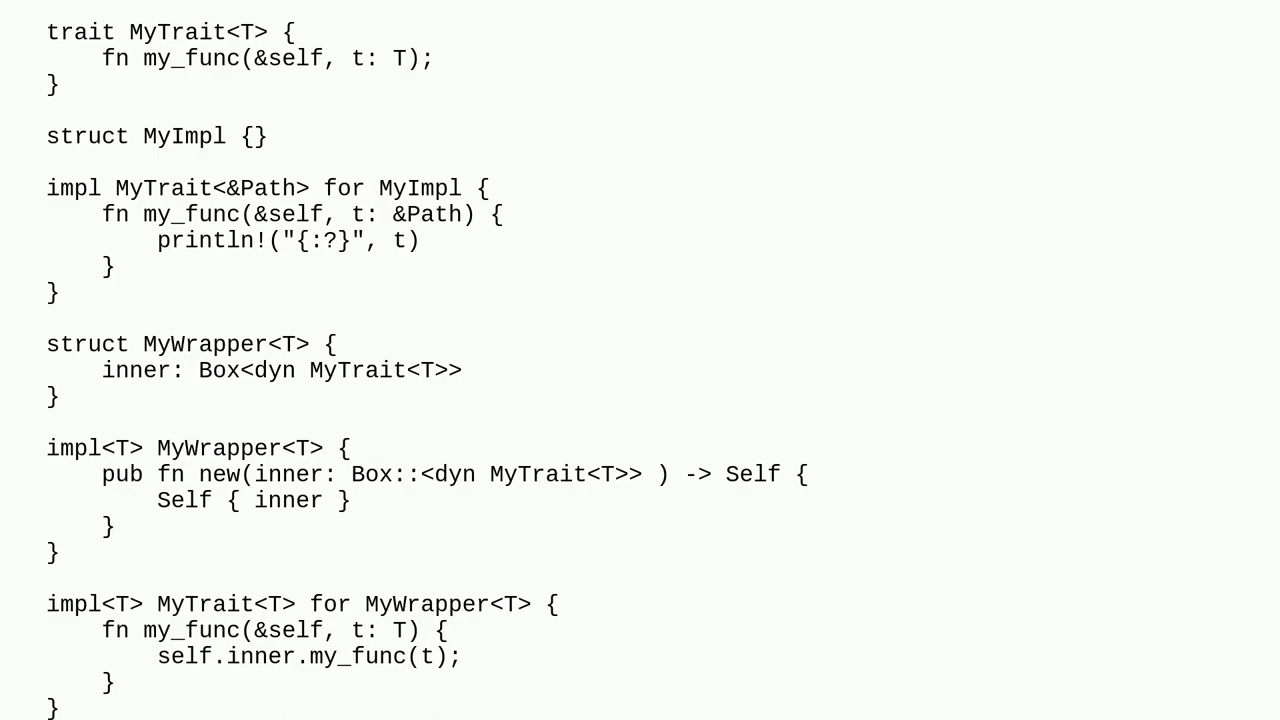 trait MyTrait<T> {
    fn my_func(&self, t: T);
}

struct MyImpl {}

impl MyTrait<&Path> for MyImpl {
    fn my_func(&self, t: &Path) {
        println!("{:?}", t)
    }
}

struct MyWrapper<T> {
    inner: Box<dyn MyTrait<T>>
}

impl<T> MyWrapper<T> {
    pub fn new(inner: Box::<dyn MyTrait<T>> ) -> Self {
        Self { inner }
    }
}

impl<T> MyTrait<T> for MyWrapper<T> {
    fn my_func(&self, t: T) {
        self.inner.my_func(t);
    }
}